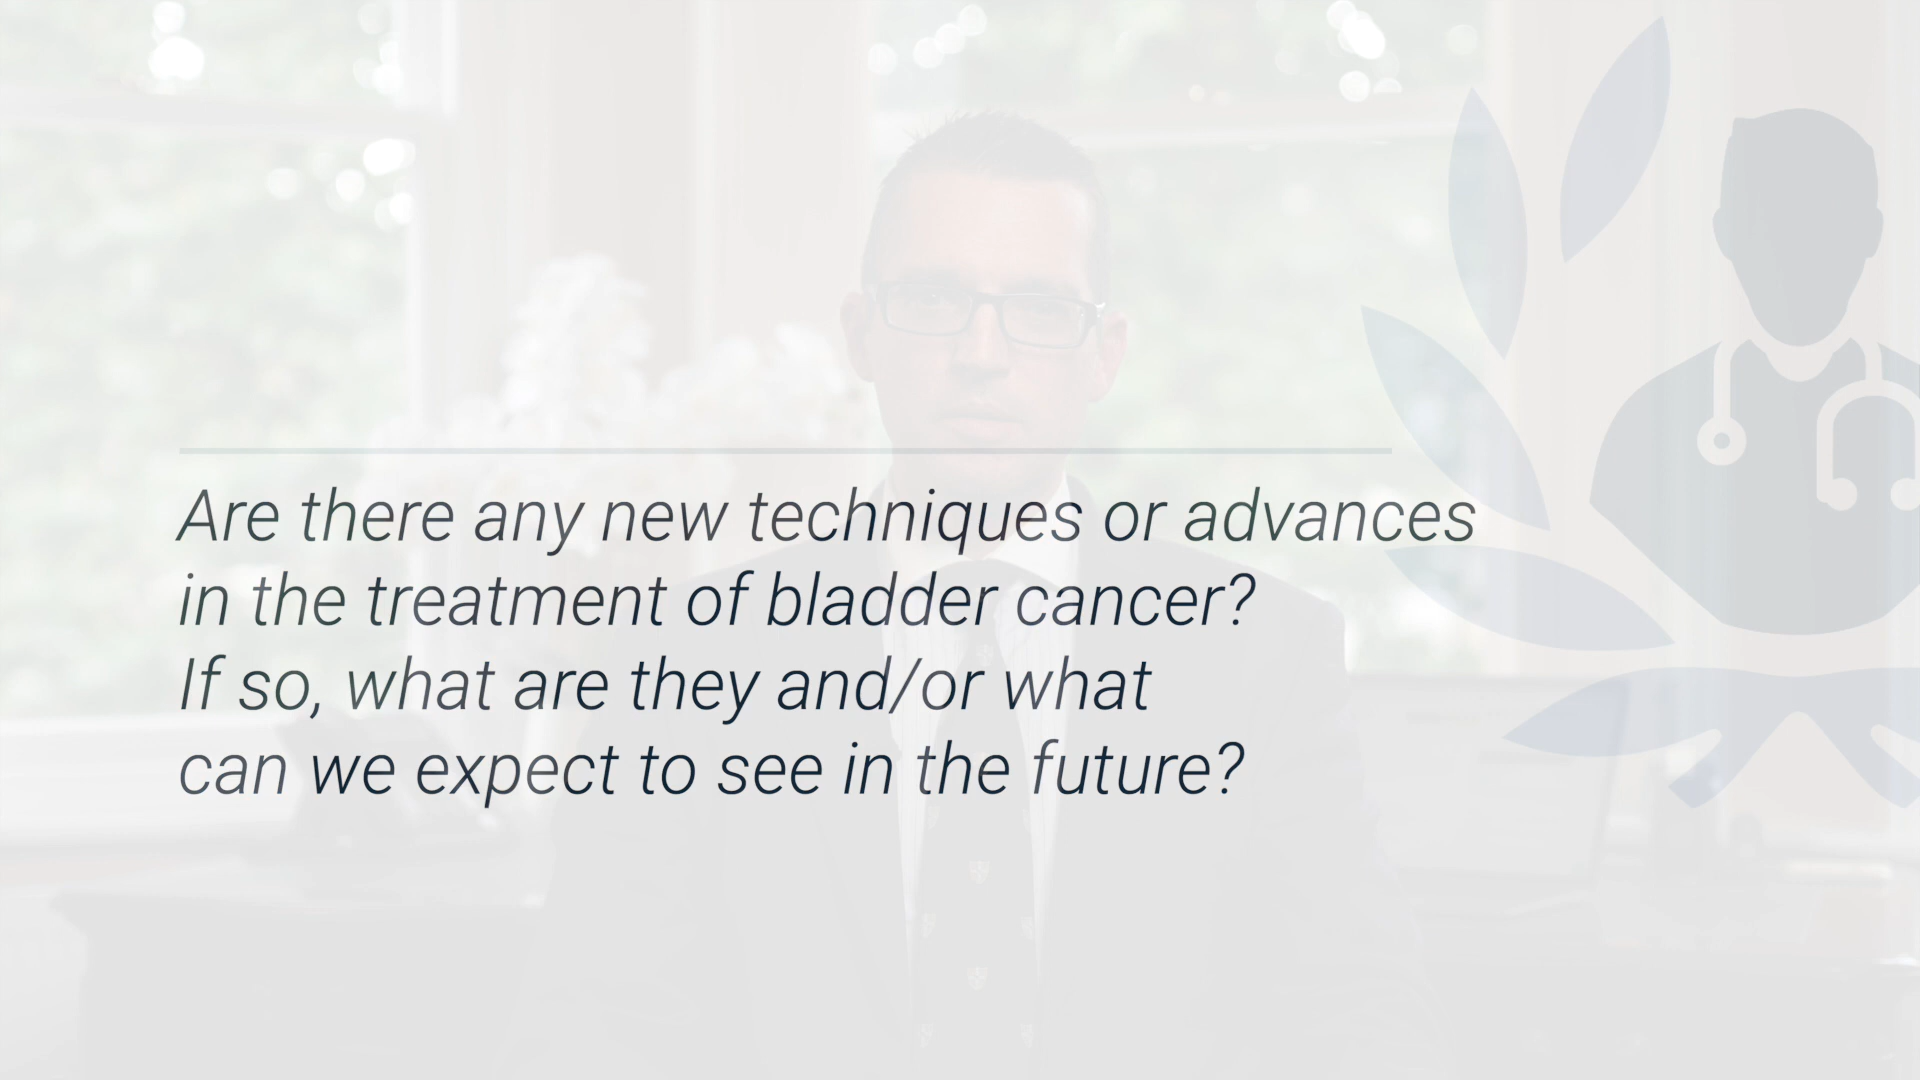 Are there any new techniques or advances
in the treatment of bladder cancer?
If so, what are they and/or what
can we expect to see in the future?